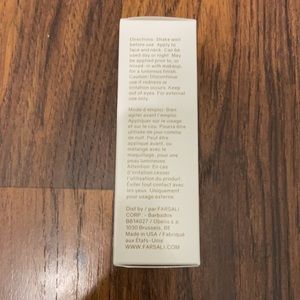 Directions: Shake well
before use. Apply to
face and neck. Can be
used day or night. May
be applied prior to, or
mixed-in with makeup,
for a luminous finish.
Caution: Discontinue
use if redness or
irritation occurs. Keep
out of eyes. For external
use only.
Mode d'emploi: Bien
agiter avant l'emploi.
Appliquer sur le visage
et sur le cou. Pourra être
utilisé de jour comme
de nuit. Peut être
appliqué avant, ou
mélangé avec le
maquillage, pour une
peau lumineuse.
En cas
d'irritation cesser
l'utilisation du produit.
Éviter tout contact avec
les yeux. Uniquement
pour usage externe.
Dist by / par FARSALI
CORP. - Barbados
BB14027 / Obelis s.a
1030 Brussels, BE
Made in USA / Fabriqué
aux États-Unis
WWW.FARSALI.COM